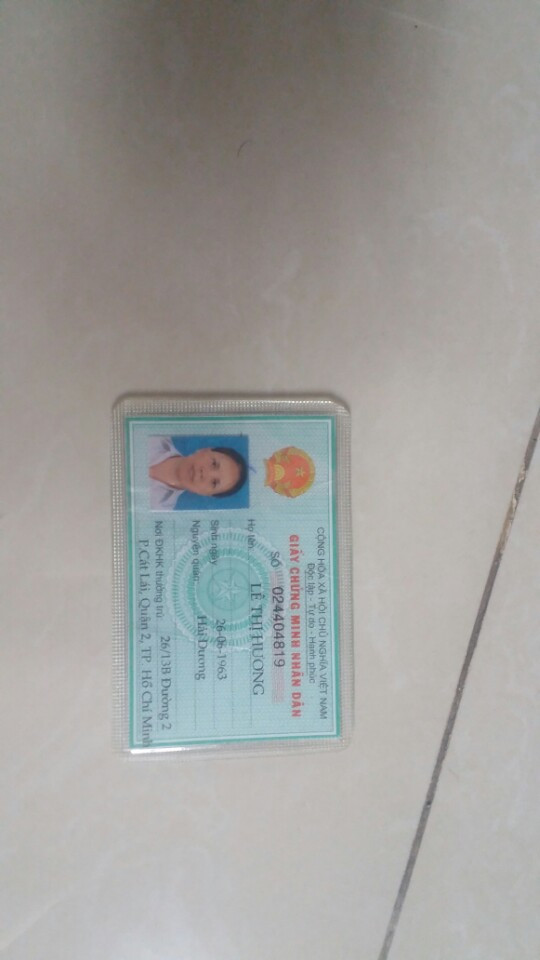 CỘNG HÒA XÃ HỘI CHỦ NGHĨA VIỆT NAM
Độc lập - Tự do - Hạnh phúc
GIẤY CHỨNG MINH NHÂN DÂN
SỐ 024404819
Họ tên: LÊ THỊ HƯƠNG
Sinh ngày 26-06-1963
Nguyên quán: Hải Dương
Nơi ĐKHK thường trú 26/13B Đường 2
P.Cát Lái, Quận 2, TP. Hồ Chí Minh